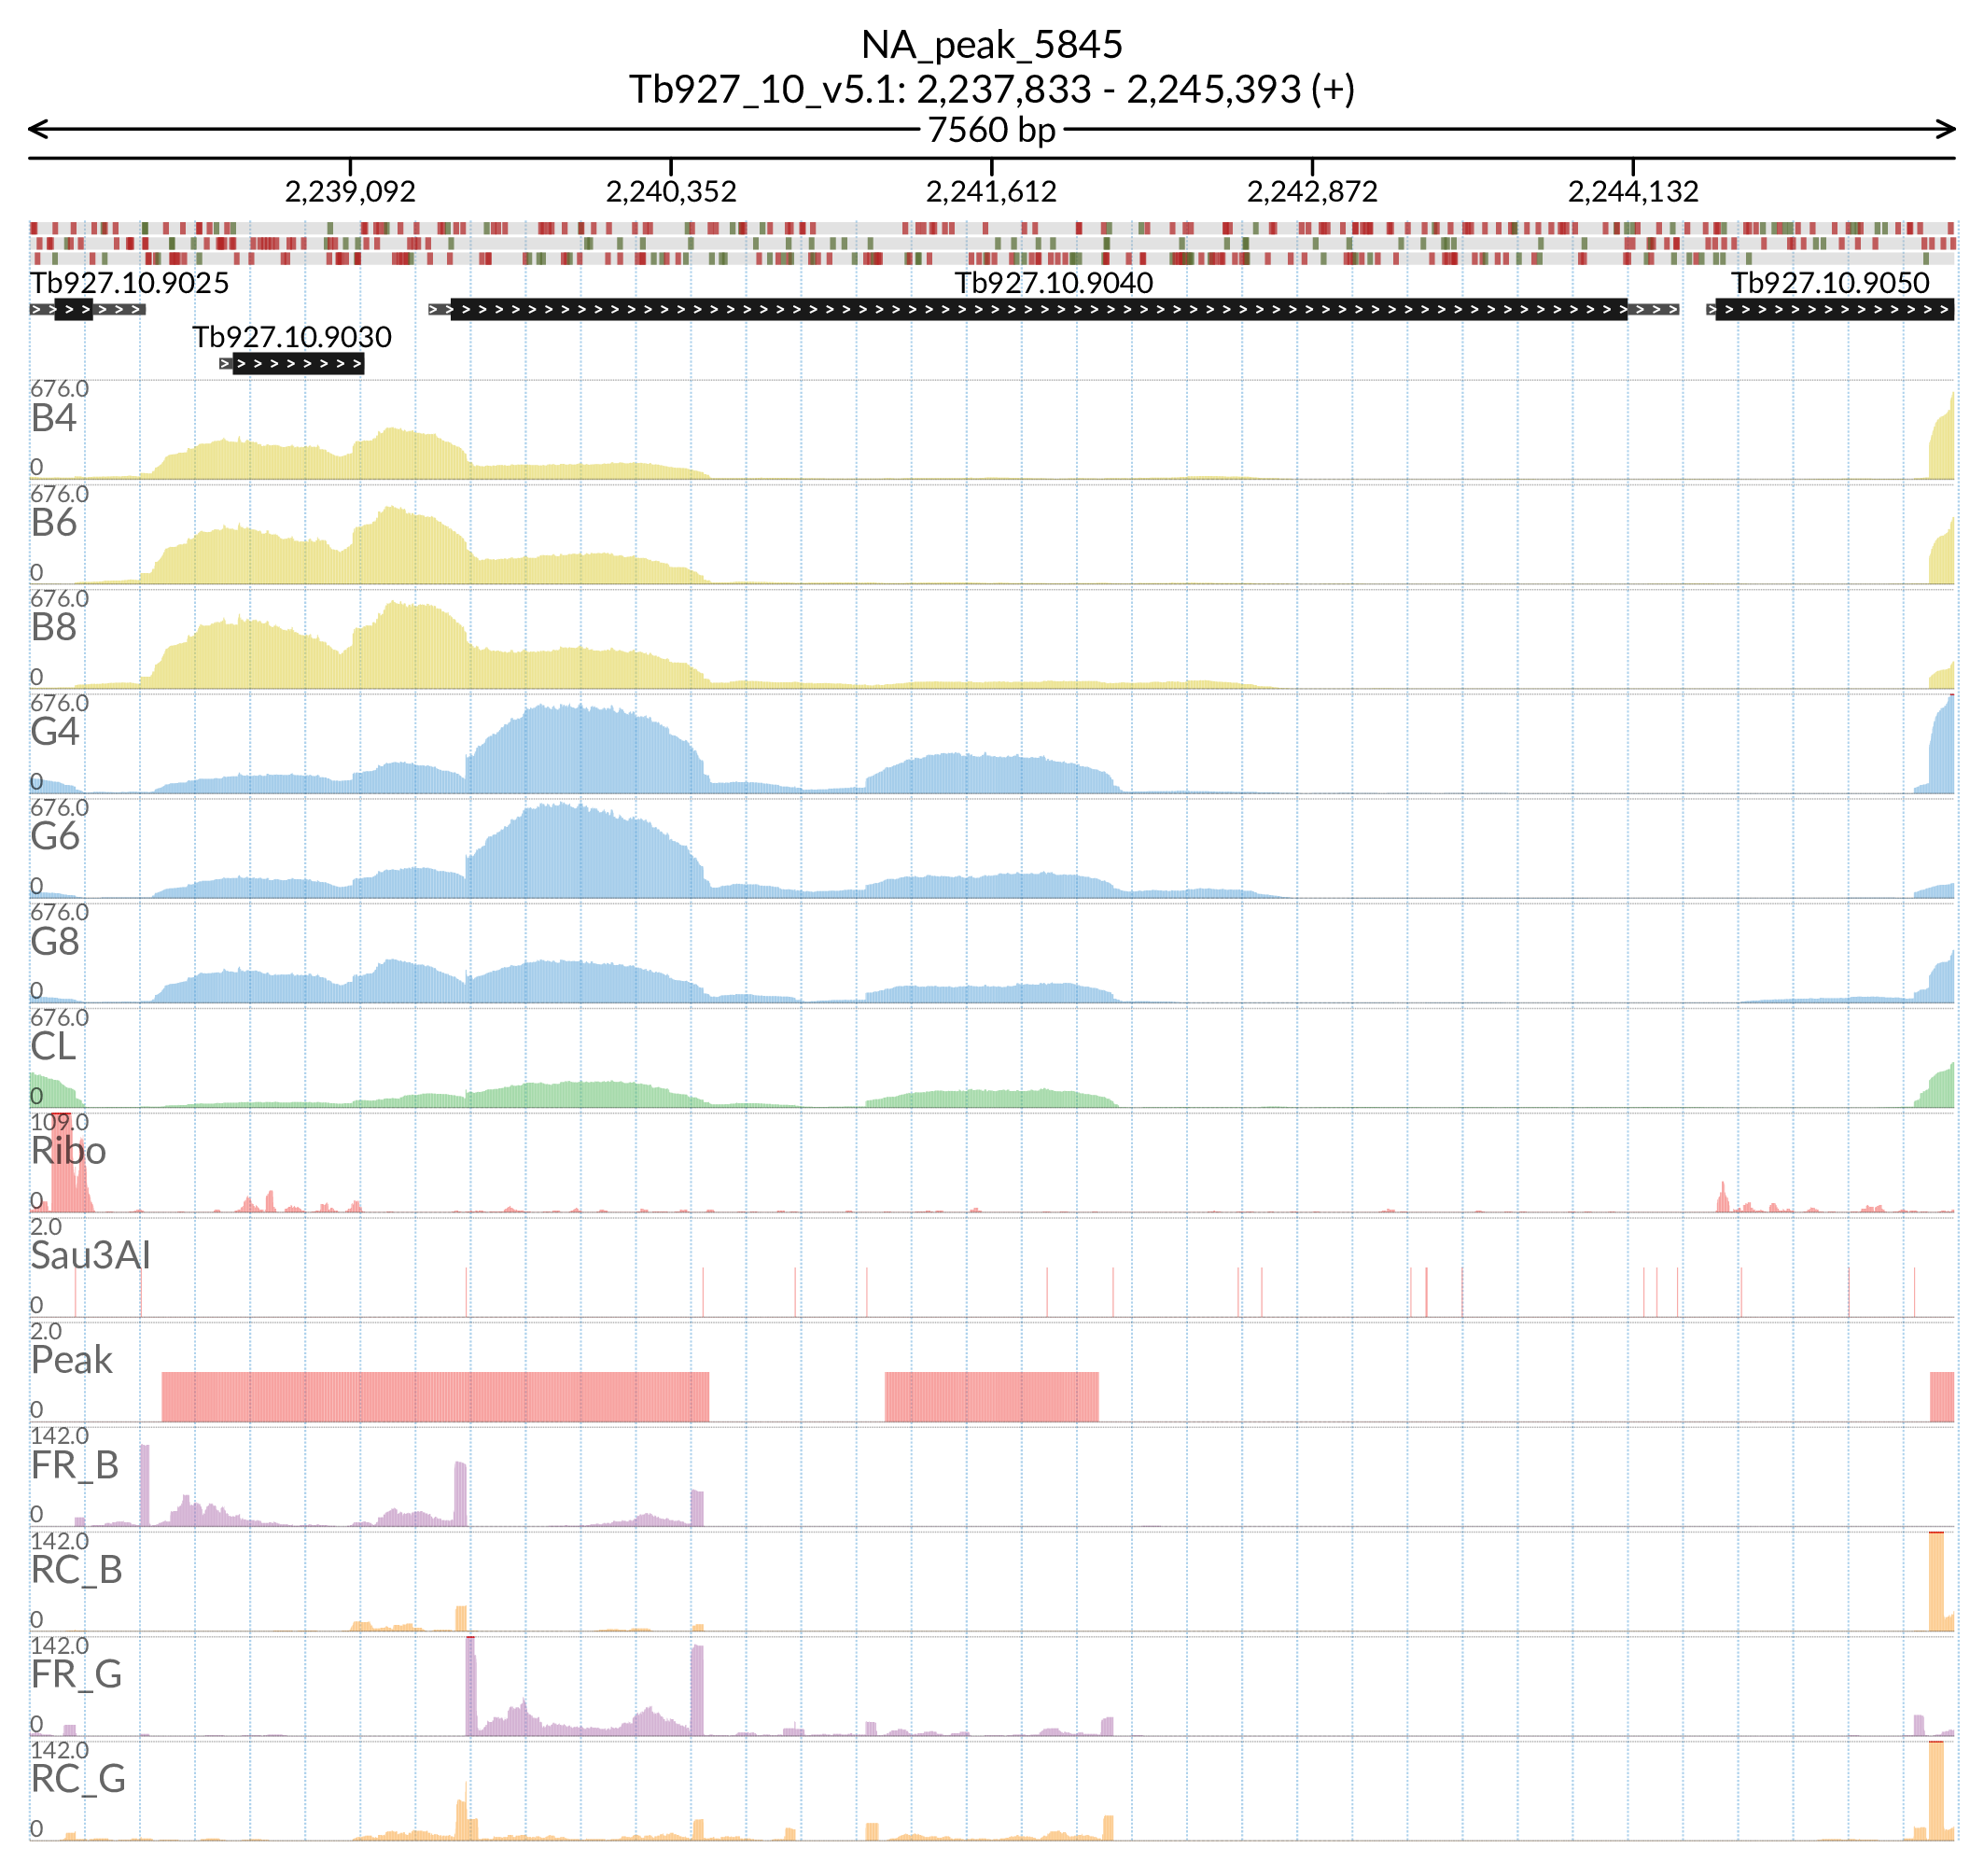 NA_peak_5845
Tb927_10_v5.1: 2,237,833 - 2,245,393 (+)
7560 bp
2,239,092 2,240,352 2,241,612 2,242,872 2,244,132
Tb927.10.9025 Tb927.10.9040 Tb927.10.9050
Tb927.10.9030
676.0
B4
0
676.0
B6
0
676.0
B8
0
676.0
G4
0
676.0
G6
0
676.0
G8
0
676.0
CL
0
109.0
Ribo
0
2.0
Sau3AI
0
2.0
Peak
0
142.0
FR_B
0
142.0
RC_B
0
142.0
FR_G
0
142.0
RC_G
0